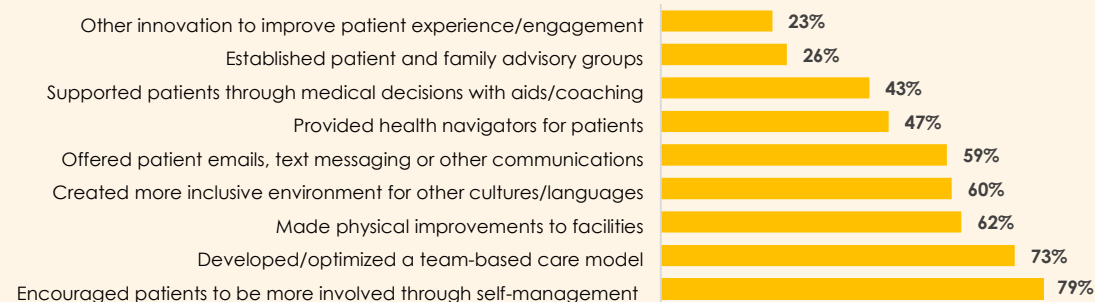 Other innovation to improve patient experience/engagement 23%
Established patient and family advisory groups 26%
Supported patients through medical decisions with aids/coaching 43%
Provided health navigators for patients 47%
Offered patient emails, text messaging or other communications 59%
Created more inclusive environment for other cultures/languages 60%
Made physical improvements to facilities 62%
Developed/optimized a team-based care model 73%
Encouraged patients to be more involved through self-management 79%